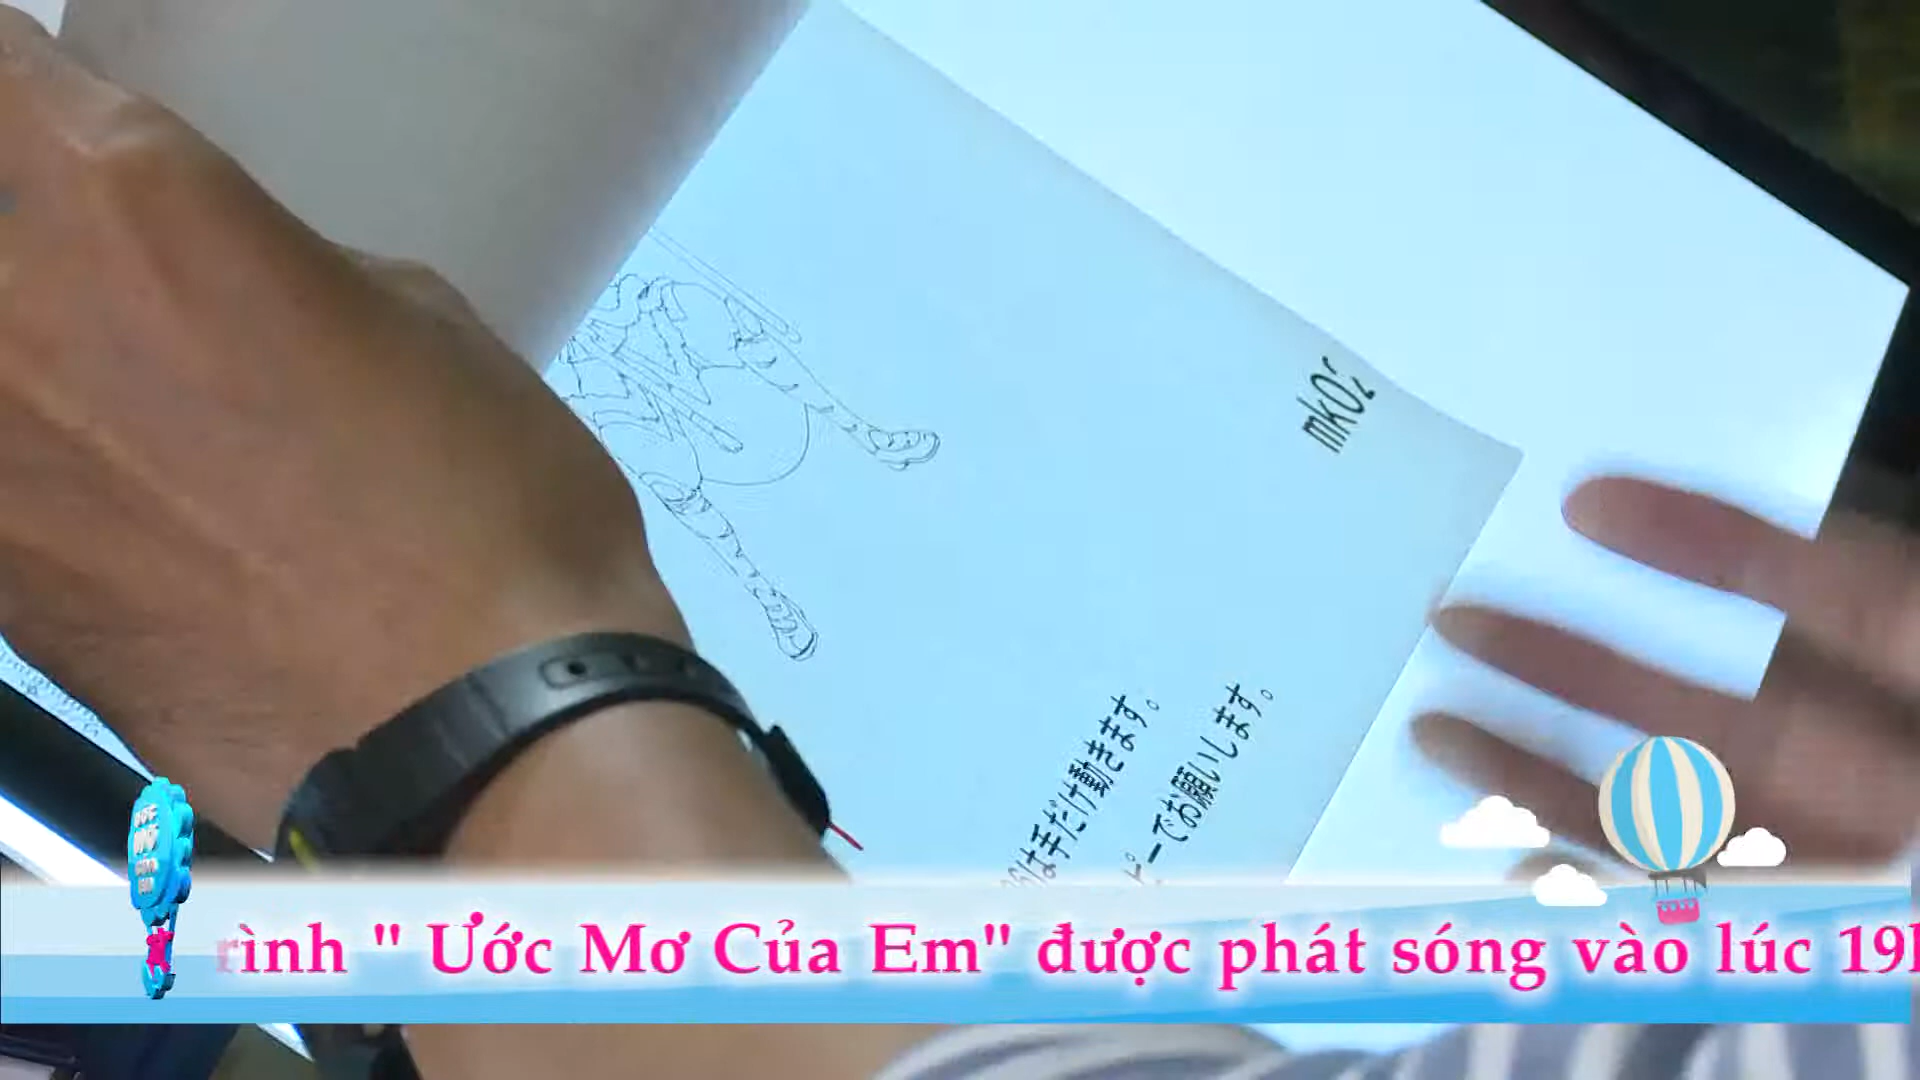 mk02
は手だけ動きます。
ピーでお願いします。
ình " Ước Mơ Của Em" được phát sóng vào lúc 19